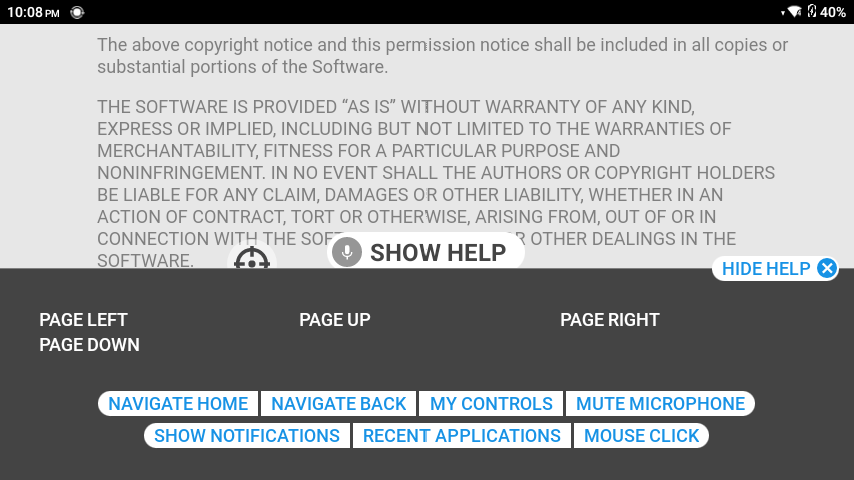 10:08 PM 40%
The above copyright notice and this permission notice shall be included in all copies or
substantial portions of the Software.
THE SOFTWARE IS PROVIDED “AS IS” WITHOUT WARRANTY OF ANY KIND,
EXPRESS OR IMPLIED, INCLUDING BUT NOT LIMITED TO THE WARRANTIES OF
MERCHANTABILITY, FITNESS FOR A PARTICULAR PURPOSE AND
NONINFRINGEMENT. IN NO EVENT SHALL THE AUTHORS OR COPYRIGHT HOLDERS
BE LIABLE FOR ANY CLAIM, DAMAGES OR OTHER LIABILITY, WHETHER IN AN
ACTION OF CONTRACT, TORT OR OTHERWISE, ARISING FROM, OUT OF OR IN
CONNECTION WITH THE OTHER DEALINGS IN THE
SHOW HELP
SOFTWARE.
HIDE HELP
PAGE LEFT PAGE UP PAGE RIGHT
PAGE DOWN
NAVIGATE HOME NAVIGATE BACK MY CONTROLS MUTE MICROPHONE
SHOW NOTIFICATIONS RECENT APPLICATIONS MOUSE CLICK